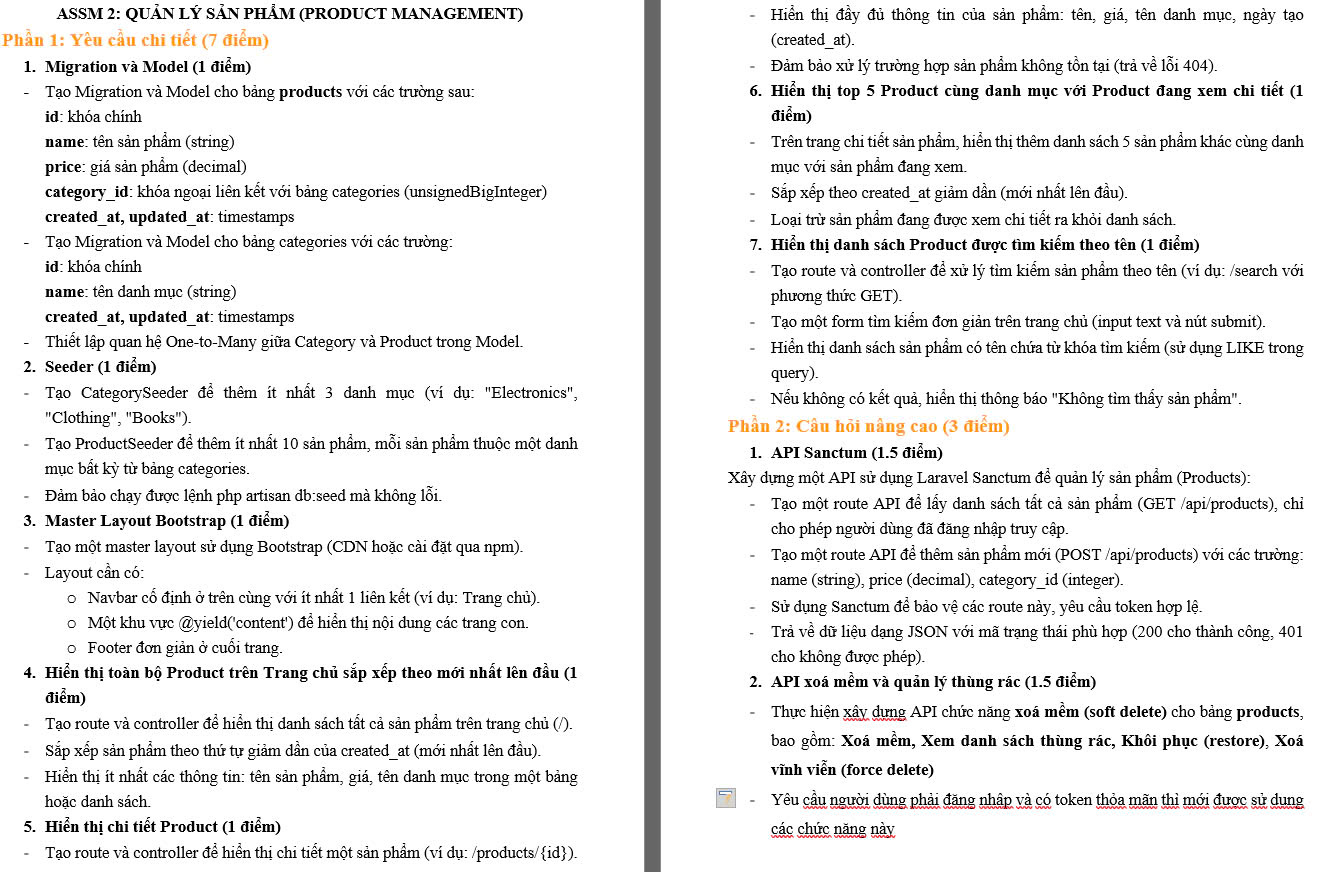 ASSM 2: QUẢN LÝ SẢN PHẨM (PRODUCT MANAGEMENT)
Phần 1: Yêu cầu chi tiết (7 điểm)
1. Migration và Model (1 điểm)
- Tạo Migration và Model cho bảng products với các trường sau:
id: khóa chính
name: tên sản phẩm (string)
price: giá sản phẩm (decimal)
category_id: khóa ngoại liên kết với bảng categories (unsignedBigInteger)
created_at, updated_at: timestamps
- Tạo Migration và Model cho bảng categories với các trường:
id: khóa chính
name: tên danh mục (string)
created_at, updated_at: timestamps
- Thiết lập quan hệ One-to-Many giữa Category và Product trong Model.
2. Seeder (1 điểm)
- Tạo CategorySeeder để thêm ít nhất 3 danh mục (ví dụ: "Electronics",
"Clothing", "Books").
- Tạo ProductSeeder để thêm ít nhất 10 sản phẩm, mỗi sản phẩm thuộc một danh
mục bất kỳ từ bảng categories.
- Đảm bảo chạy được lệnh php artisan db:seed mà không lỗi.
3. Master Layout Bootstrap (1 điểm)
- Tạo một master layout sử dụng Bootstrap (CDN hoặc cài đặt qua npm).
- Layout cần có:
o Navbar cố định ở trên cùng với ít nhất 1 liên kết (ví dụ: Trang chủ).
o Một khu vực @yield('content') để hiển thị nội dung các trang con.
o Footer đơn giản ở cuối trang.
4. Hiển thị toàn bộ Product trên Trang chủ sắp xếp theo mới nhất lên đầu (1
điểm)
- Tạo route và controller để hiển thị danh sách tất cả sản phẩm trên trang chủ (/).
- Sắp xếp sản phẩm theo thứ tự giảm dần của created_at (mới nhất lên đầu).
- Hiển thị ít nhất các thông tin: tên sản phẩm, giá, tên danh mục trong một bảng
hoặc danh sách.
5. Hiển thị chi tiết Product (1 điểm)
- Tạo route và controller để hiển thị chi tiết một sản phẩm (ví dụ: /products/{id}).
- Hiển thị đầy đủ thông tin của sản phẩm: tên, giá, tên danh mục, ngày tạo
(created_at).
- Đảm bảo xử lý trường hợp sản phẩm không tồn tại (trả về lỗi 404).
6. Hiển thị top 5 Product cùng danh mục với Product đang xem chi tiết (1
điểm)
- Trên trang chi tiết sản phẩm, hiển thị thêm danh sách 5 sản phẩm khác cùng danh
mục với sản phẩm đang xem.
- Sắp xếp theo created_at giảm dần (mới nhất lên đầu).
- Loại trừ sản phẩm đang được xem chi tiết ra khỏi danh sách.
7. Hiển thị danh sách Product được tìm kiếm theo tên (1 điểm)
- Tạo route và controller để xử lý tìm kiếm sản phẩm theo tên (ví dụ: /search với
phương thức GET).
- Tạo một form tìm kiếm đơn giản trên trang chủ (input text và nút submit).
- Hiển thị danh sách sản phẩm có tên chứa từ khóa tìm kiếm (sử dụng LIKE trong
query).
- Nếu không có kết quả, hiển thị thông báo "Không tìm thấy sản phẩm".
Phần 2: Câu hỏi nâng cao (3 điểm)
1. API Sanctum (1.5 điểm)
Xây dựng một API sử dụng Laravel Sanctum để quản lý sản phẩm (Products):
- Tạo một route API để lấy danh sách tất cả sản phẩm (GET /api/products), chỉ
cho phép người dùng đã đăng nhập truy cập.
- Tạo một route API để thêm sản phẩm mới (POST /api/products) với các trường:
name (string), price (decimal), category_id (integer).
- Sử dụng Sanctum để bảo vệ các route này, yêu cầu token hợp lệ.
- Trả về dữ liệu dạng JSON với mã trạng thái phù hợp (200 cho thành công, 401
cho không được phép).
2. API xoá mềm và quản lý thùng rác (1.5 điểm)
- Thực hiện xây dựng API chức năng xoá mềm (soft delete) cho bảng products,
bao gồm: Xoá mềm, Xem danh sách thùng rác, Khôi phục (restore), Xoá
vĩnh viễn (force delete)
- Yêu cầu người dùng phải đăng nhập và có token thỏa mãn thì mới được sử dụng
các chức năng này